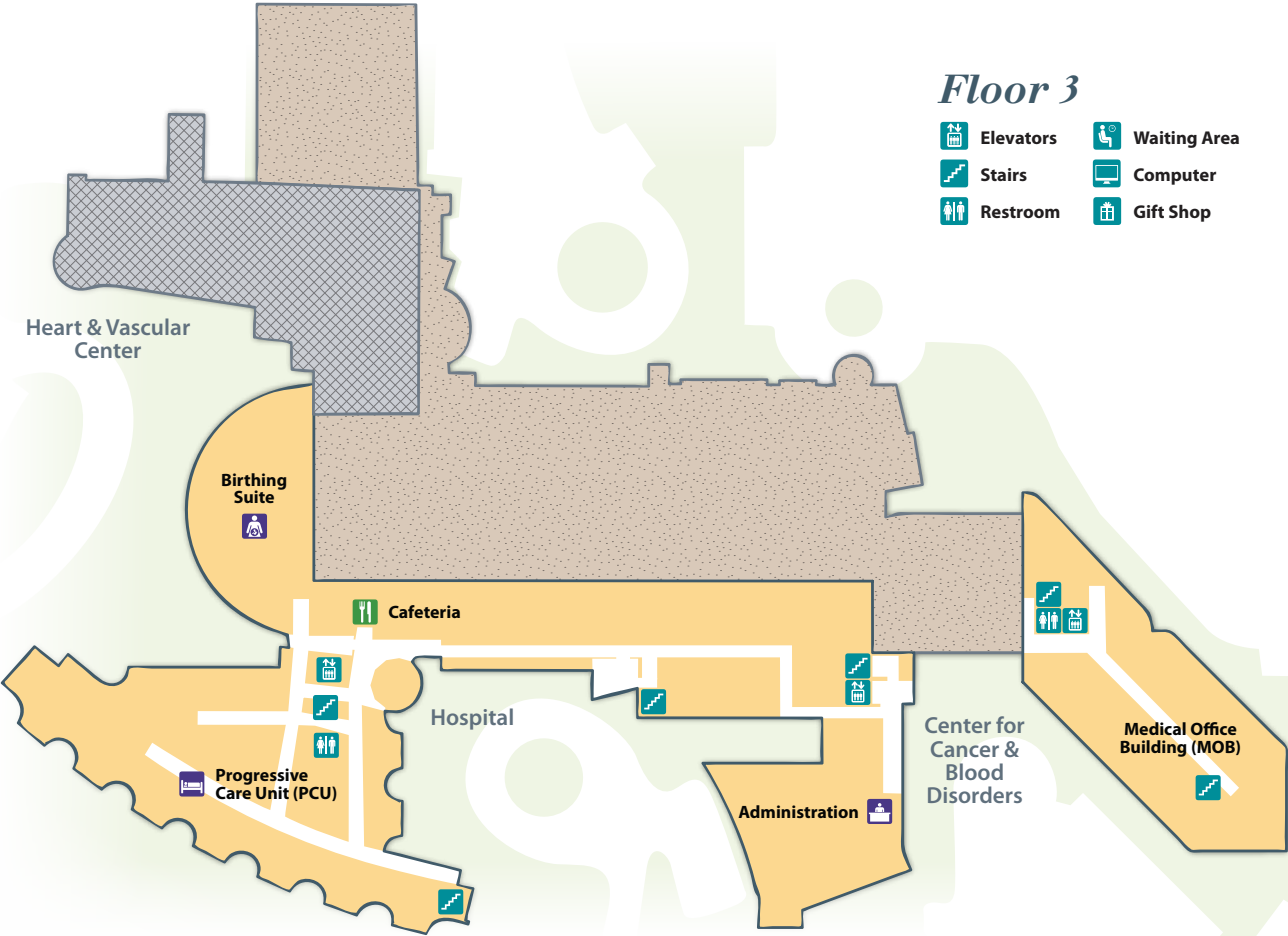 Floor 3
Elevators
Waiting Area
Stairs
Computer
Restroom
Gift Shop
Heart & Vascular
Center
Birthing
Suite
Cafeteria
Hospital
Progressive
Care Unit (PCU)
Administration
Center for
Cancer &
Blood
Disorders
Medical Office
Building (MOB)